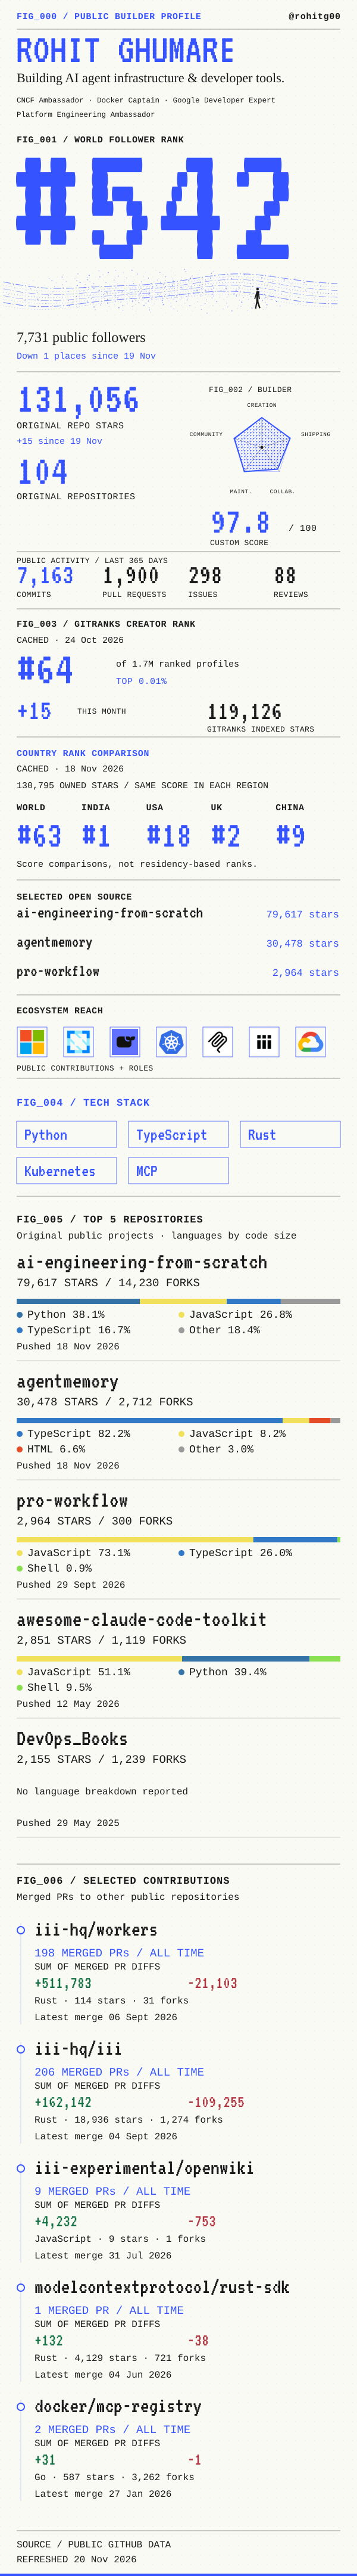 FIG_000 / PUBLIC BUILDER PROFILE @rohitg00
ROHIT GHUMARE
Building AI agent infrastructure & developer tools.
CNCF Ambassador · Docker Captain · Google Developer Expert
Platform Engineering Ambassador
FIG_001 / WORLD FOLLOWER RANK
#542
7,731 public followers
Down 1 places since 19 Nov
131,056
ORIGINAL REPO STARS
+15 since 19 Nov
104
ORIGINAL REPOSITORIES
FIG_002 / BUILDER
CREATION
COMMUNITY SHIPPING
MAINT. COLLAB.
97.8 / 100
CUSTOM SCORE
PUBLIC ACTIVITY / LAST 365 DAYS
7,163 1,900 298 88
COMMITS PULL REQUESTS ISSUES REVIEWS
FIG_003 / GITRANKS CREATOR RANK
CACHED · 24 Oct 2026
#64 of 1.7M ranked profiles
TOP 0.01%
+15 THIS MONTH 119,126
GITRANKS INDEXED STARS
COUNTRY RANK COMPARISON
CACHED · 18 Nov 2026
130,795 OWNED STARS / SAME SCORE IN EACH REGION
WORLD INDIA USA UK CHINA
#63 #1 #18 #2 #9
Score comparisons, not residency-based ranks.
SELECTED OPEN SOURCE
ai-engineering-from-scratch 79,617 stars
agentmemory 30,478 stars
pro-workflow 2,964 stars
ECOSYSTEM REACH
PUBLIC CONTRIBUTIONS + ROLES
FIG_004 / TECH STACK
Python TypeScript Rust
Kubernetes MCP
FIG_005 / TOP 5 REPOSITORIES
Original public projects · languages by code size
ai-engineering-from-scratch
79,617 STARS / 14,230 FORKS
Python 38.1% JavaScript 26.8%
TypeScript 16.7% Other 18.4%
Pushed 18 Nov 2026
agentmemory
30,478 STARS / 2,712 FORKS
TypeScript 82.2% JavaScript 8.2%
HTML 6.6% Other 3.0%
Pushed 18 Nov 2026
pro-workflow
2,964 STARS / 300 FORKS
JavaScript 73.1% TypeScript 26.0%
Shell 0.9%
Pushed 29 Sept 2026
awesome-claude-code-toolkit
2,851 STARS / 1,119 FORKS
JavaScript 51.1% Python 39.4%
Shell 9.5%
Pushed 12 May 2026
DevOps_Books
2,155 STARS / 1,239 FORKS
No language breakdown reported
Pushed 29 May 2025
FIG_006 / SELECTED CONTRIBUTIONS
Merged PRs to other public repositories
iii-hq/workers
198 MERGED PRs / ALL TIME
SUM OF MERGED PR DIFFS
+511,783 -21,103
Rust · 114 stars · 31 forks
Latest merge 06 Sept 2026
iii-hq/iii
206 MERGED PRs / ALL TIME
SUM OF MERGED PR DIFFS
+162,142 -109,255
Rust · 18,936 stars · 1,274 forks
Latest merge 04 Sept 2026
iii-experimental/openwiki
9 MERGED PRs / ALL TIME
SUM OF MERGED PR DIFFS
+4,232 -753
JavaScript · 9 stars · 1 forks
Latest merge 31 Jul 2026
modelcontextprotocol/rust-sdk
1 MERGED PR / ALL TIME
SUM OF MERGED PR DIFFS
+132 -38
Rust · 4,129 stars · 721 forks
Latest merge 04 Jun 2026
docker/mcp-registry
2 MERGED PRs / ALL TIME
SUM OF MERGED PR DIFFS
+31 -1
Go · 587 stars · 3,262 forks
Latest merge 27 Jan 2026
SOURCE / PUBLIC GITHUB DATA
REFRESHED 20 Nov 2026